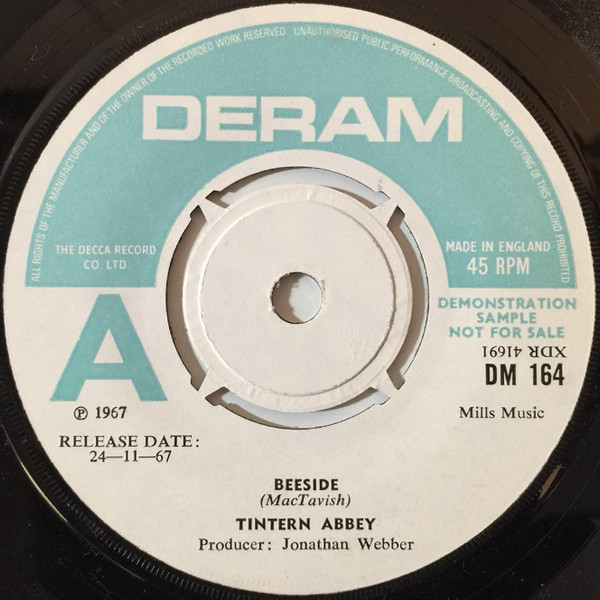 ALL RIGHTS OF THE MANUFACTURER AND OF THE OWNER OF THE RECORDED WORK RESERVED UNAUTHORISED PUBLIC PERFORMANCE BROADCASTING AND COPYING OF THIS RECORD PROHIBITED
DERAM
THE DECCA RECORD
CO. LTD.
MADE IN ENGLAND
45 RPM
A
DEMONSTRATION
SAMPLE
NOT FOR SALE
XDR 41691
DM 164
℗ 1967
Mills Music
RELEASE DATE:
24—11—67
BEESIDE
(MacTavish)
TINTERN ABBEY
Producer: Jonathan Webber